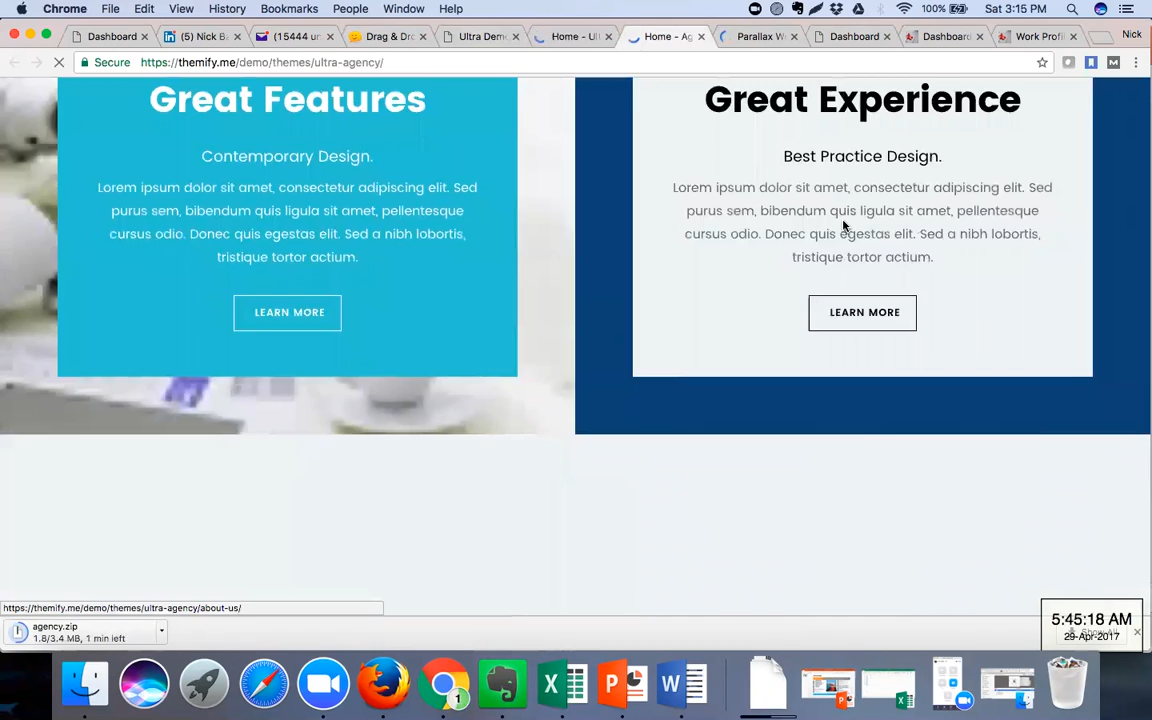 Chrome File Edit View History Bookmarks People Window Help 100% Sat 3:15 PM
Dashboard (5) Nick B (15444 un Drag & Dr Ultra Dem Home - Ul Home - Ag Parallax W Dashboard Dashboard Work Profi Nick
Secure https://themify.me/demo/themes/ultra-agency/
Great Features
Contemporary Design.
Lorem ipsum dolor sit amet, consectetur adipiscing elit. Sed
purus sem, bibendum quis ligula sit amet, pellentesque
cursus odio. Donec quis egestas elit. Sed a nibh lobortis,
tristique tortor actium.
LEARN MORE
Great Experience
Best Practice Design.
Lorem ipsum dolor sit amet, consectetur adipiscing elit. Sed
purus sem, bibendum quis ligula sit amet, pellentesque
cursus odio. Donec quis egestas elit. Sed a nibh lobortis,
tristique tortor actium.
LEARN MORE
https://themify.me/demo/themes/ultra-agency/about-us/
agency.zip
1.8/3.4 MB, 1 min left
5:45:18 AM
Show All
29-Apr-2017